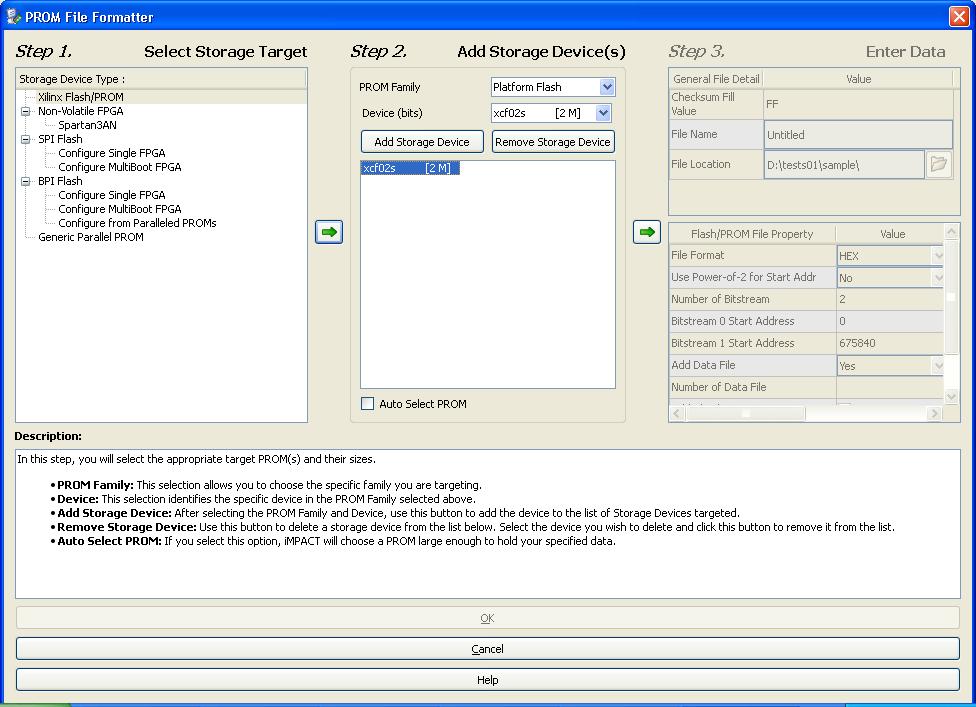 PROM File Formatter
Step 1. Select Storage Target
Storage Device Type :
Xilinx Flash/PROM
Non-Volatile FPGA
Spartan3AN
SPI Flash
Configure Single FPGA
Configure MultiBoot FPGA
BPI Flash
Configure Single FPGA
Configure MultiBoot FPGA
Configure from Paralleled PROMs
Generic Parallel PROM
Step 2. Add Storage Device(s)
PROM Family Platform Flash
Device (bits) xcf02s [2 M]
Add Storage Device Remove Storage Device
xcf02s [2 M]
Auto Select PROM
Step 3. Enter Data
General File Detail Value
Checksum Fill
Value FF
File Name Untitled
File Location D:\tests01\sample\
Flash/PROM File Property Value
File Format HEX
Use Power-of-2 for Start Addr No
Number of Bitstream 2
Bitstream 0 Start Address 0
Bitstream 1 Start Address 675840
Add Data File Yes
Number of Data File
Description:
In this step, you will select the appropriate target PROM(s) and their sizes.
• PROM Family: This selection allows you to choose the specific family you are targeting.
• Device: This selection identifies the specific device in the PROM Family selected above.
• Add Storage Device: After selecting the PROM Family and Device, use this button to add the device to the list of Storage Devices targeted.
• Remove Storage Device: Use this button to delete a storage device from the list below. Select the device you wish to delete and click this button to remove it from the list.
• Auto Select PROM: If you select this option, iMPACT will choose a PROM large enough to hold your specified data.
OK
Cancel
Help